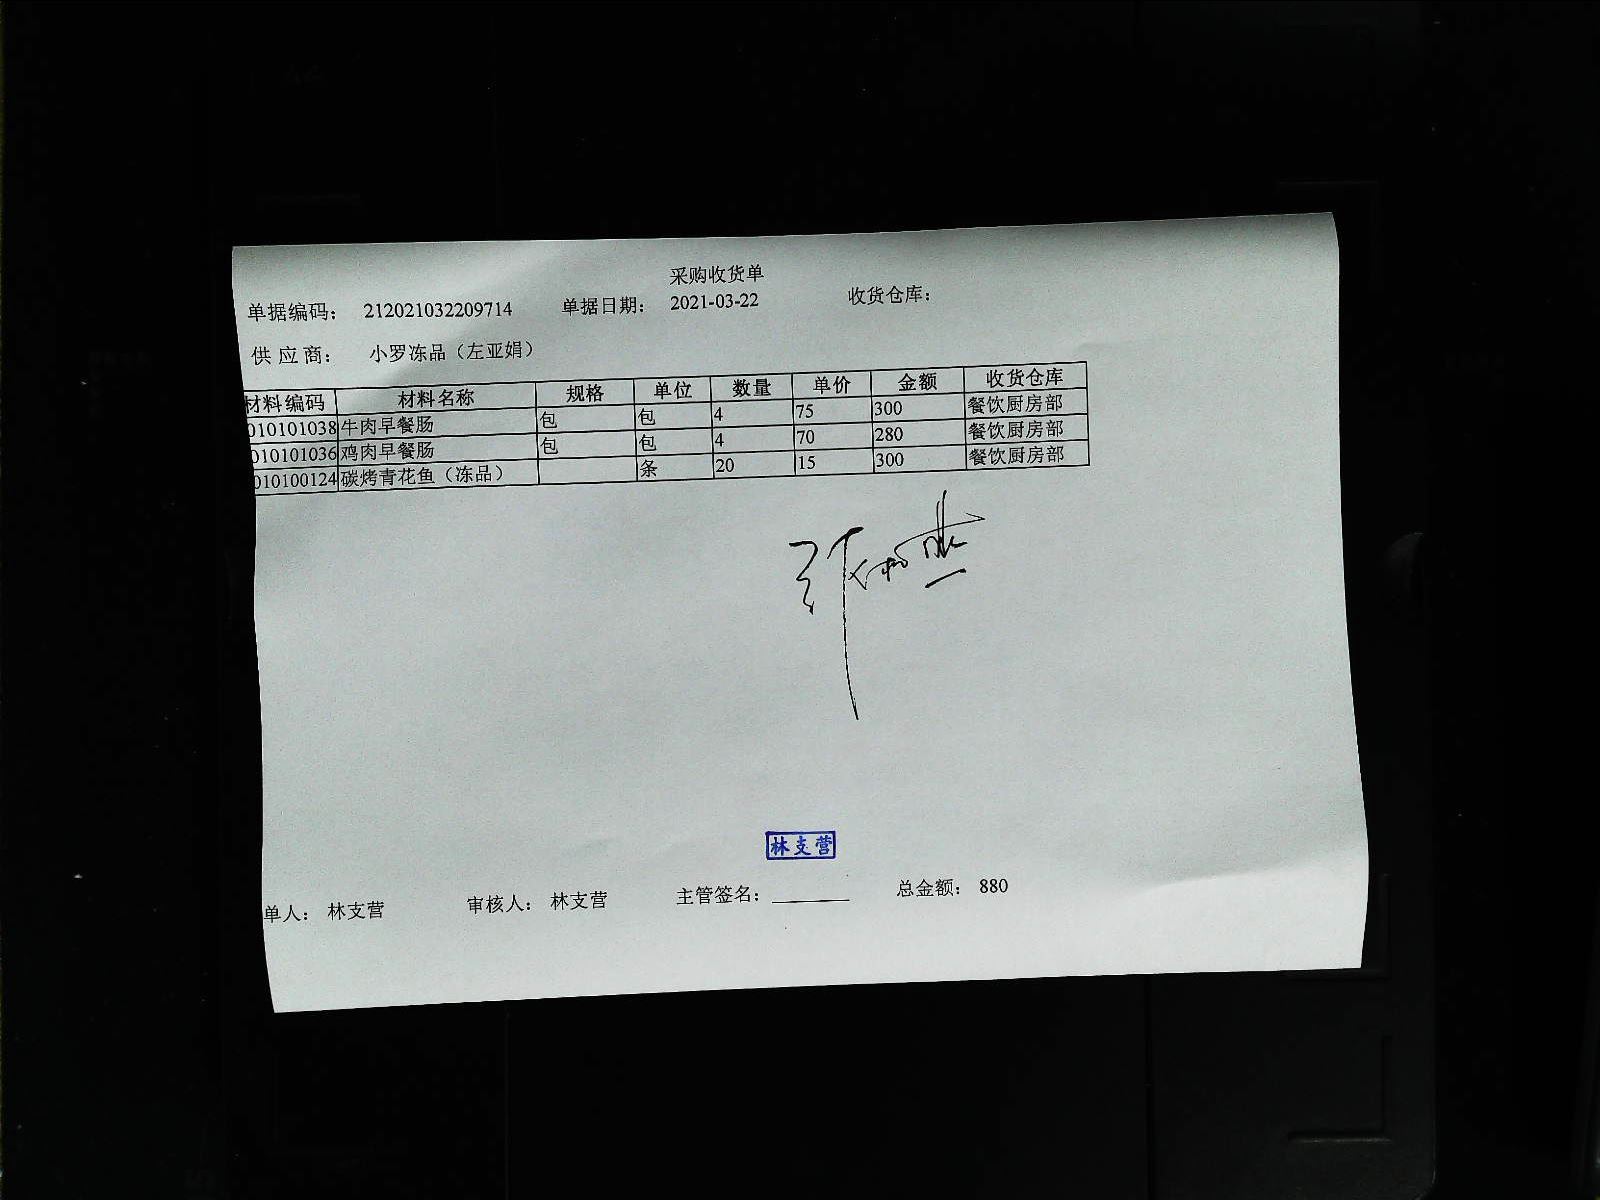 采购收货单
单据编码： 212021032209714 单据日期： 2021-03-22 收货仓库：
供 应 商： 小罗冻品（左亚娟）
材料编码 材料名称 规格 单位 数量 单价 金额 收货仓库
010101038 牛肉早餐肠 包 包 4 75 300 餐饮厨房部
010101036 鸡肉早餐肠 包 包 4 70 280 餐饮厨房部
010100124 碳烤青花鱼（冻品） 条 20 15 300 餐饮厨房部
林支营
单人： 林支营 审核人： 林支营 主管签名： 总金额： 880